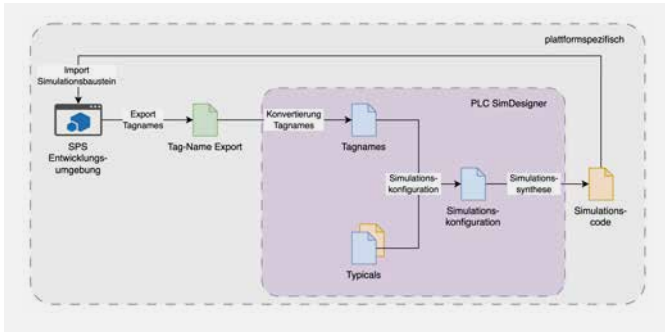 plattformspezifisch
Import
Simulationsbaustein
PLC SimDesigner
SPS
Entwicklungs-
umgebung
Export
Tagnames
Tag-Name Export
Konvertierung
Tagnames
Tagnames
Simulations-
konfiguration
Simulations-
konfiguration
Simulations-
synthese
Simulations-
code
Typicals